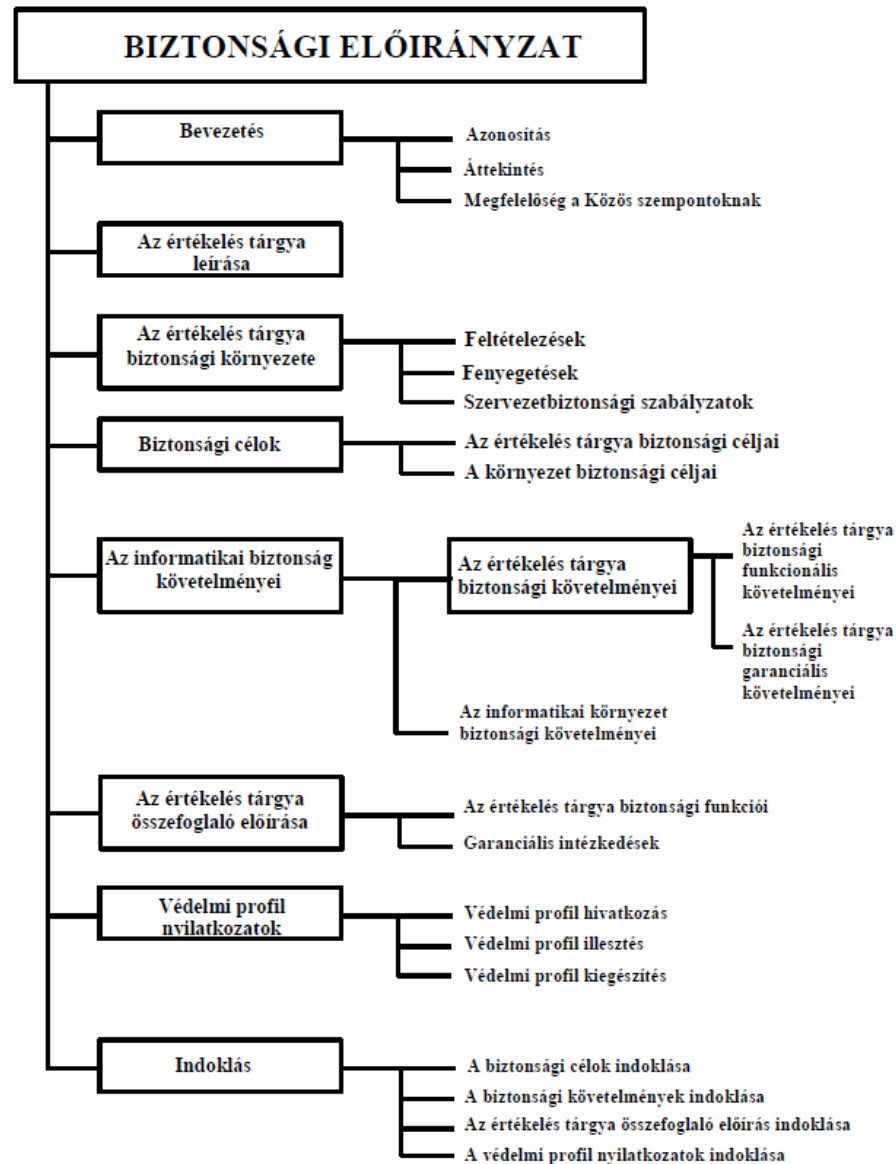 BIZTONSÁGI ELŐIRÁNYZAT
Bevezetés
Azonosítás
Áttekintés
Megfelelőség a Közös szempontoknak
Az értékelés tárgya
leírása
Az értékelés tárgya
biztonsági környezete
Feltételezések
Fenyegetések
Szervezetbiztonsági szabályzatok
Biztonsági célok
Az értékelés tárgya biztonsági céljai
A környezet biztonsági céljai
Az informatikai biztonság
követelményei
Az értékelés tárgya
biztonsági követelményei
Az értékelés tárgya
biztonsági
funkcionális
követelményei
Az értékelés tárgya
biztonsági
garanciális
követelményei
Az informatikai környezet
biztonsági követelményei
Az értékelés tárgya
összefoglaló előírása
Az értékelés tárgya biztonsági funkciói
Garanciális intézkedések
Védelmi profil
nyilatkozatok
Védelmi profil hivatkozás
Védelmi profil illesztés
Védelmi profil kiegészítés
Indoklás
A biztonsági célok indoklása
A biztonsági követelmények indoklása
Az értékelés tárgya összefoglaló előírás indoklása
A védelmi profil nyilatkozatok indoklása